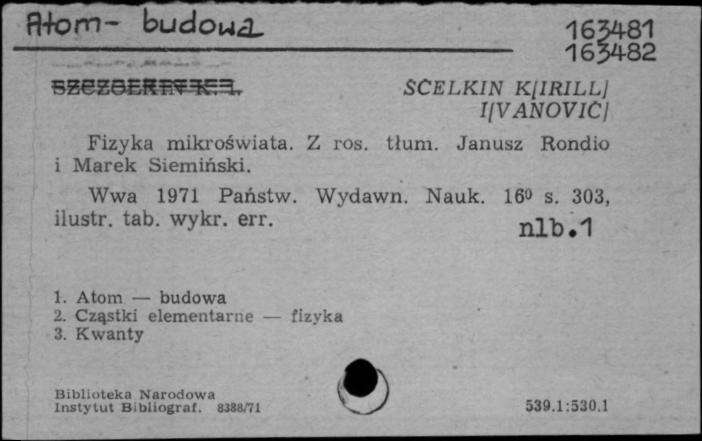 Atom- budowa
163481
163482
SCELKIN K[IRILL]
I[VANOVIČ]
Fizyka mikroświata. Z ros. tłum. Janusz Rondio
i Marek Siemiński.
Wwa 1971 Państw. Wydawn. Nauk. 16⁰ s. 303,
ilustr. tab. wykr. err.
nlb.1
1. Atom — budowa
2. Cząstki elementarne — fizyka
3. Kwanty
Biblioteka Narodowa
Instytut Bibliograf. 8388/71
539.1:530.1